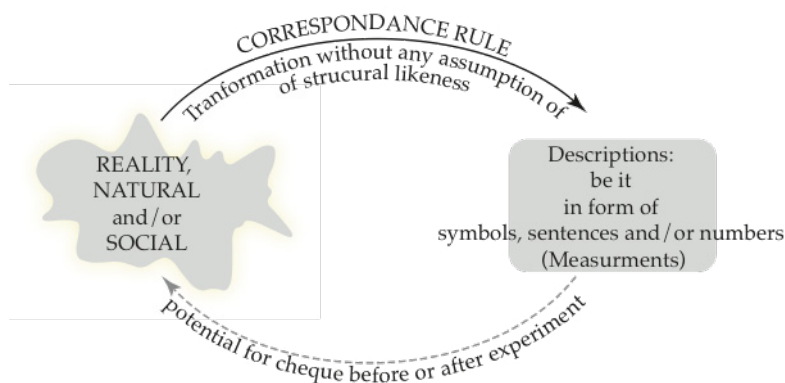 CORRESPONDANCE RULE
Tranformation without any assumption of
of strucural likeness
REALITY,
NATURAL
and/or
SOCIAL
Descriptions:
be it
in form of
symbols, sentences and/or numbers
(Measurments)
potential for cheque before or after experiment